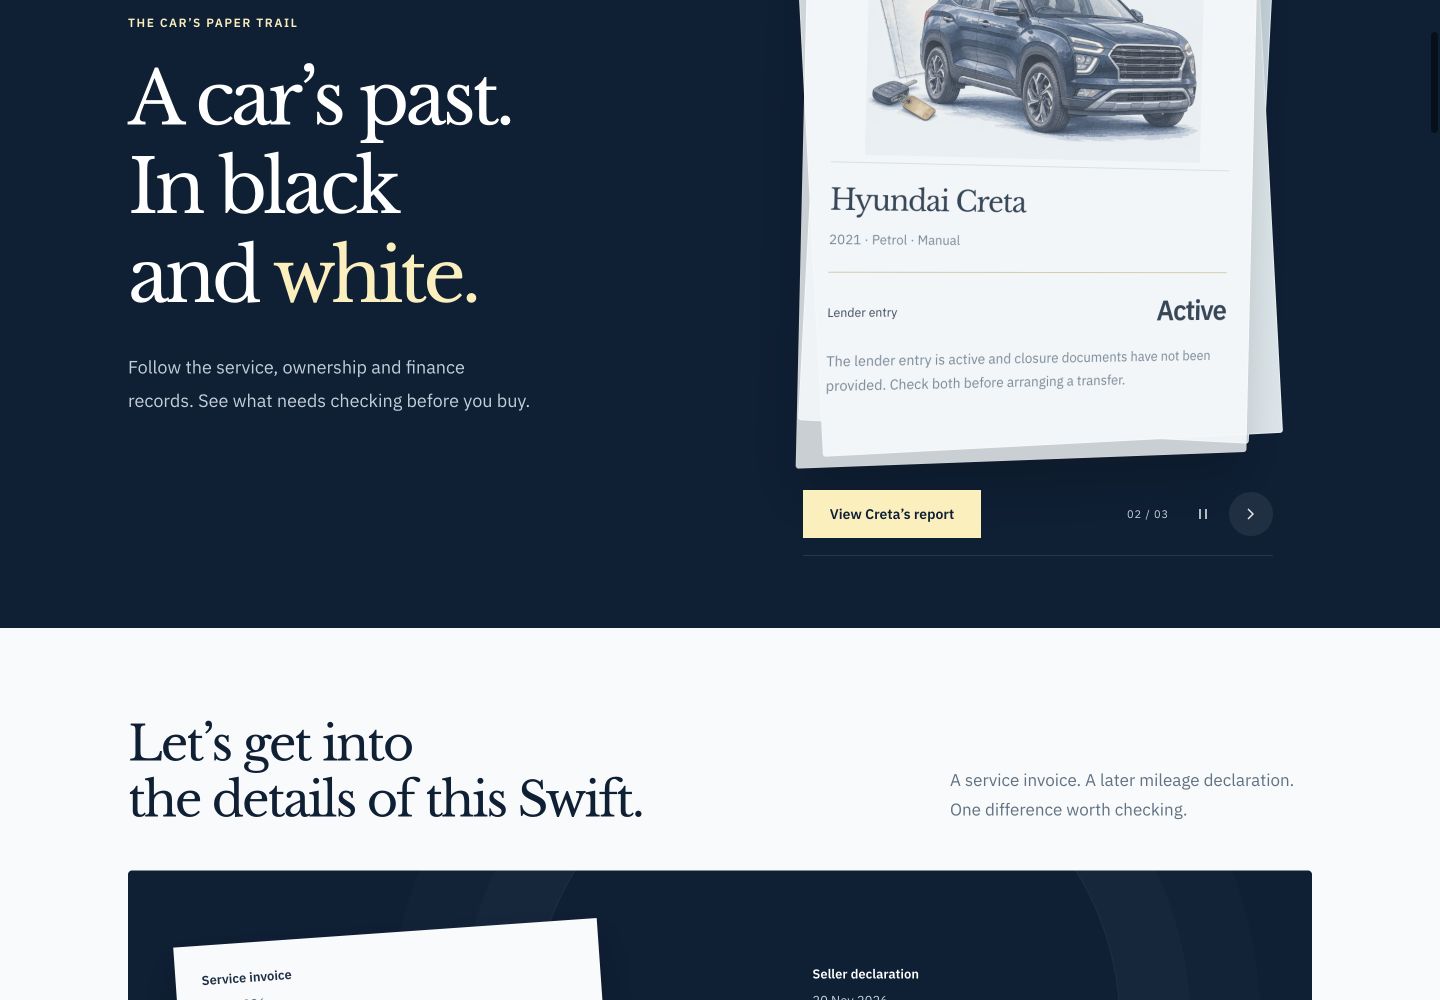 THE CAR’S PAPER TRAIL
A car’s past.
In black
and white.
Follow the service, ownership and finance
records. See what needs checking before you buy.
Hyundai Creta
2021 · Petrol · Manual
Lender entry
Active
The lender entry is active and closure documents have not been
provided. Check both before arranging a transfer.
View Creta’s report
02 / 03
Let’s get into
the details of this Swift.
A service invoice. A later mileage declaration.
One difference worth checking.
Service invoice
Seller declaration